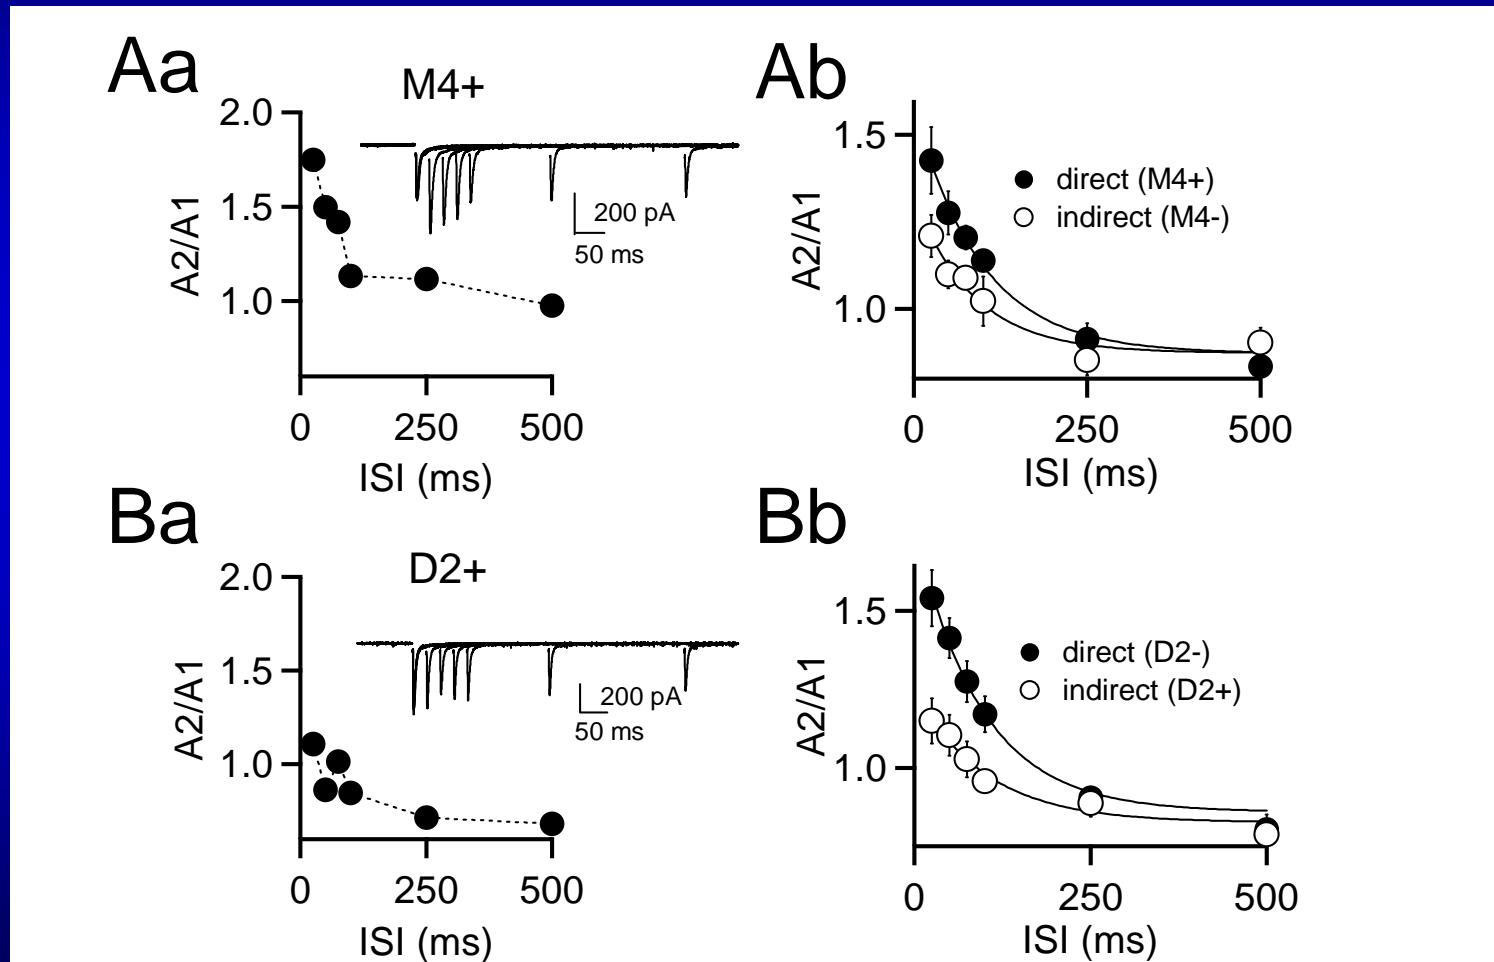 Aa
M4+
2.0
1.5
1.0
A2/A1
200 pA
50 ms
0 250 500
ISI (ms)
Ab
1.5
1.0
A2/A1
direct (M4+)
indirect (M4-)
0 250 500
ISI (ms)
Ba
D2+
2.0
1.5
1.0
A2/A1
200 pA
50 ms
0 250 500
ISI (ms)
Bb
1.5
1.0
A2/A1
direct (D2-)
indirect (D2+)
0 250 500
ISI (ms)